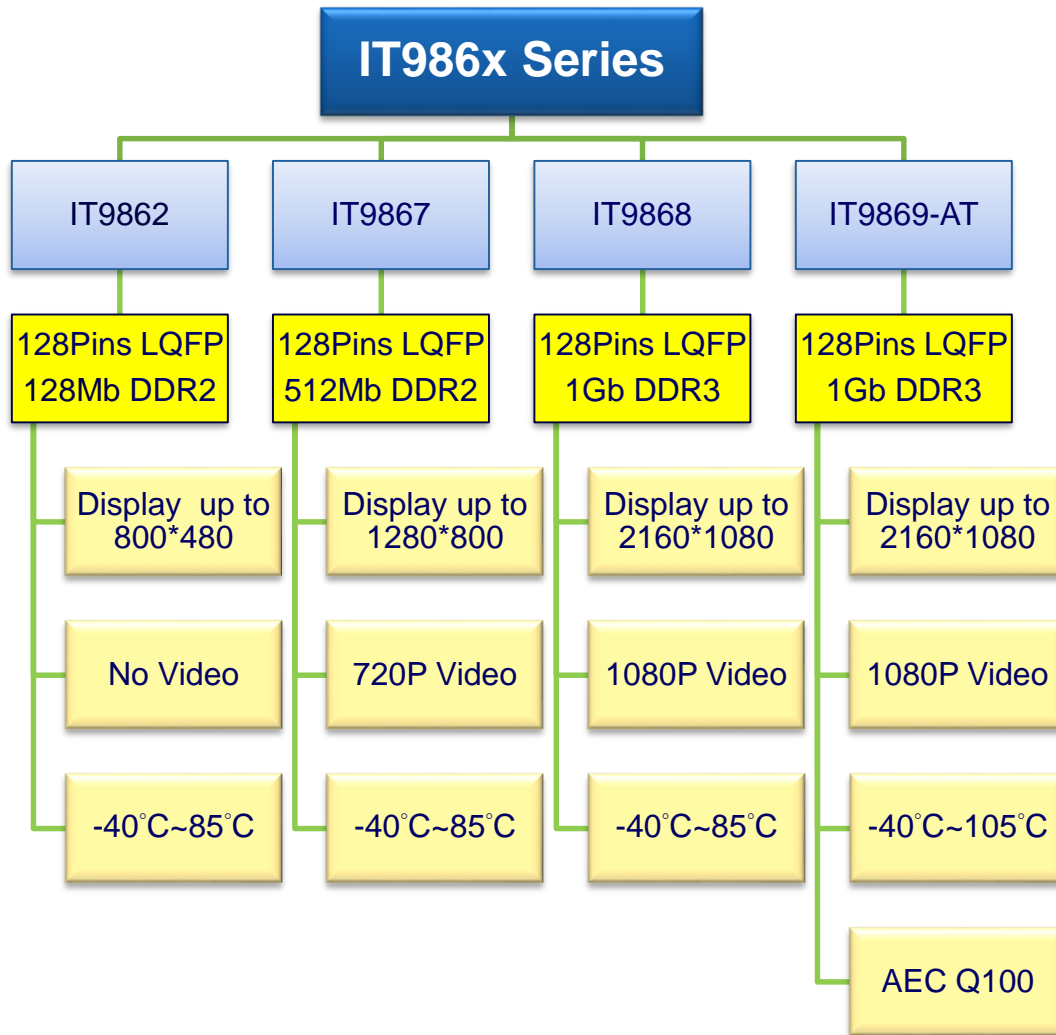 IT986x Series
IT9862
IT9867
IT9868
IT9869-AT
128Pins LQFP
128Mb DDR2
128Pins LQFP
512Mb DDR2
128Pins LQFP
1Gb DDR3
128Pins LQFP
1Gb DDR3
Display up to
800*480
Display up to
1280*800
Display up to
2160*1080
Display up to
2160*1080
No Video
720P Video
1080P Video
1080P Video
-40°C~85°C
-40°C~85°C
-40°C~85°C
-40°C~105°C
AEC Q100